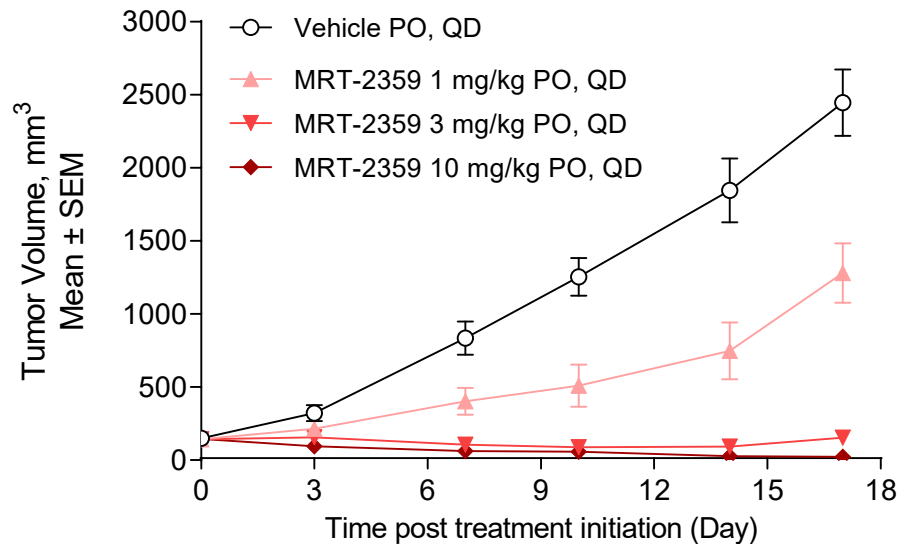 Tumor Volume, mm³
Mean ± SEM
3000
2500
2000
1500
1000
500
0
Vehicle PO, QD
MRT-2359 1 mg/kg PO, QD
MRT-2359 3 mg/kg PO, QD
MRT-2359 10 mg/kg PO, QD
0 3 6 9 12 15 18
Time post treatment initiation (Day)